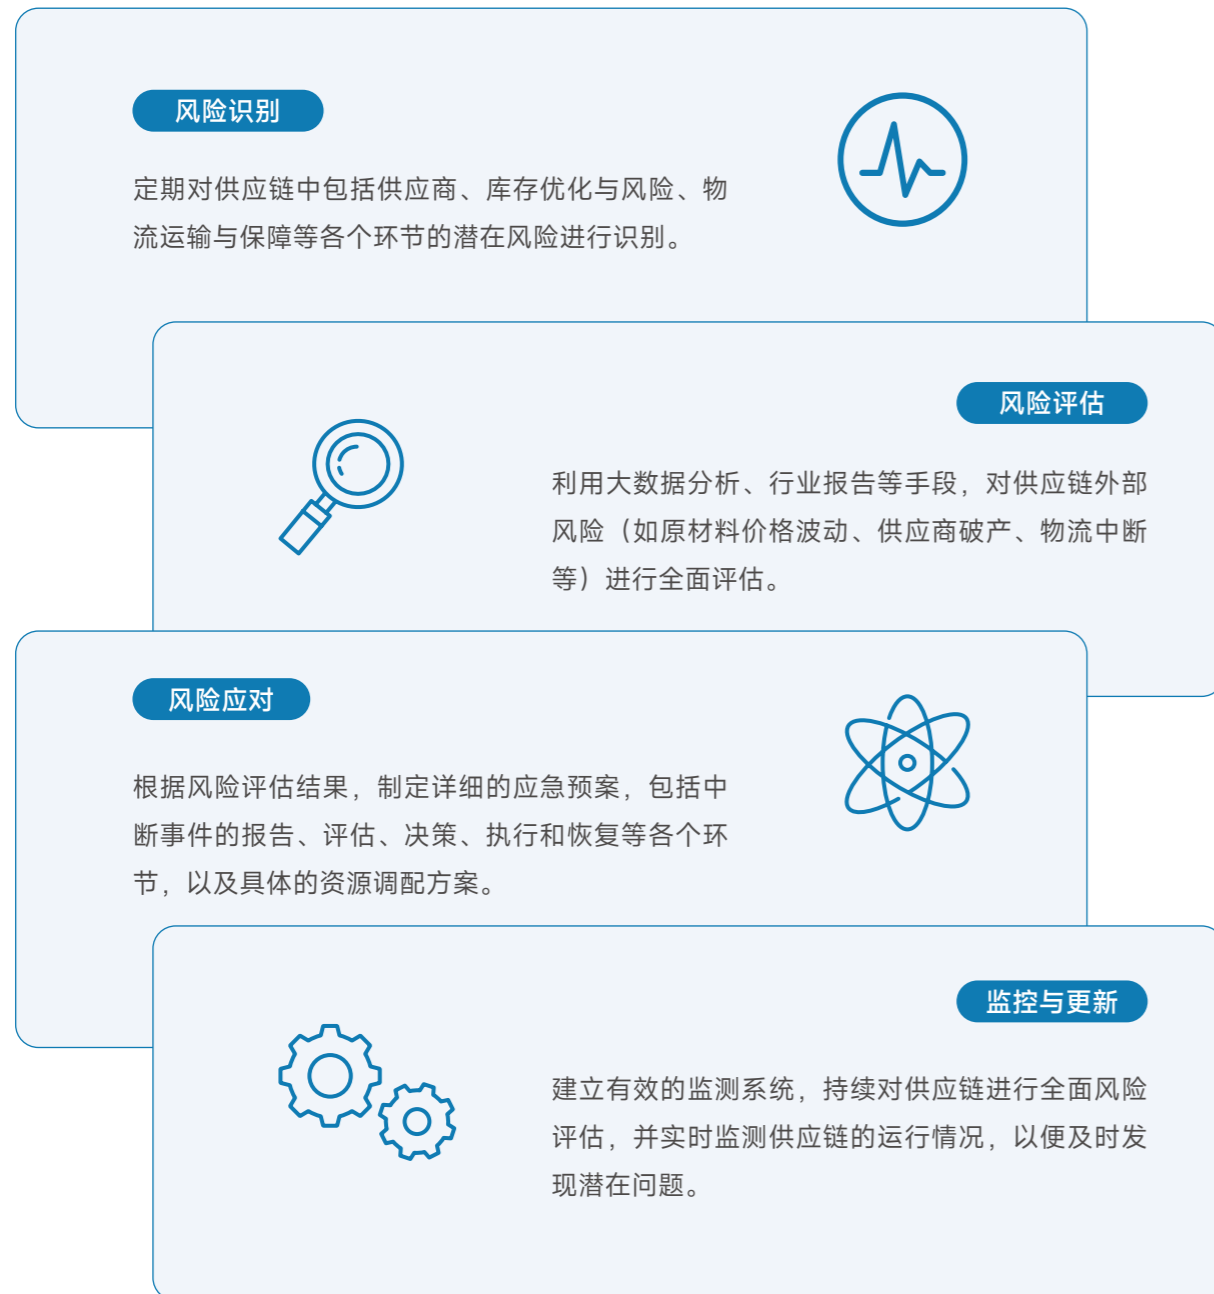 风险识别
定期对供应链中包括供应商、库存优化与风险、物
流运输与保障等各个环节的潜在风险进行识别。
风险评估
利用大数据分析、行业报告等手段，对供应链外部
风险（如原材料价格波动、供应商破产、物流中断
等）进行全面评估。
风险应对
根据风险评估结果，制定详细的应急预案，包括中
断事件的报告、评估、决策、执行和恢复等各个环
节，以及具体的资源调配方案。
监控与更新
建立有效的监测系统，持续对供应链进行全面风险
评估，并实时监测供应链的运行情况，以便及时发
现潜在问题。